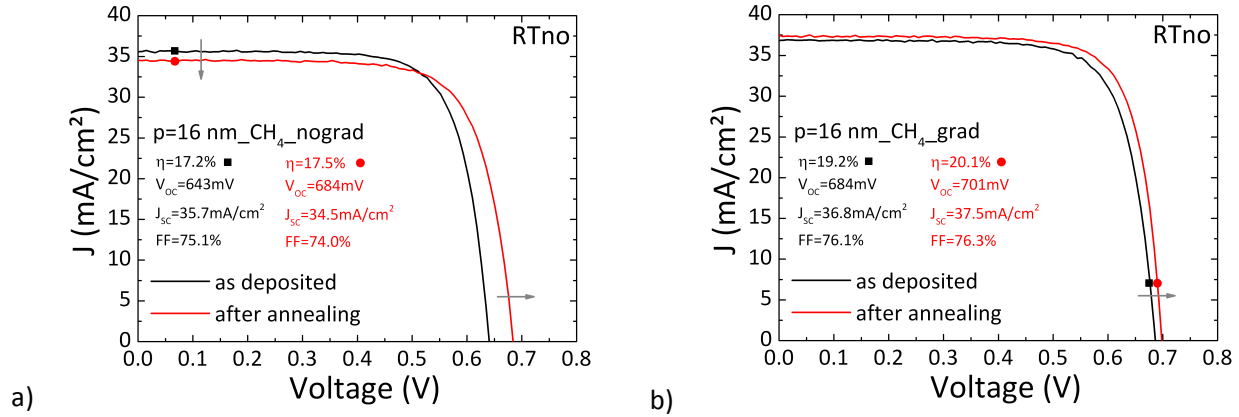 RTno
J (mA/cm²)
40
35
30
25
20
15
10
5
0
p=16 nm_CH₄_nograd
η=17.2% η=17.5%
V_OC=643mV V_OC=684mV
J_SC=35.7mA/cm² J_SC=34.5mA/cm²
FF=75.1% FF=74.0%
as deposited
after annealing
0.0 0.1 0.2 0.3 0.4 0.5 0.6 0.7 0.8
Voltage (V)
a)
RTno
J (mA/cm²)
40
35
30
25
20
15
10
5
0
p=16 nm_CH₄_grad
η=19.2% η=20.1%
V_OC=684mV V_OC=701mV
J_SC=36.8mA/cm² J_SC=37.5mA/cm²
FF=76.1% FF=76.3%
as deposited
after annealing
0.0 0.1 0.2 0.3 0.4 0.5 0.6 0.7 0.8
Voltage (V)
b)